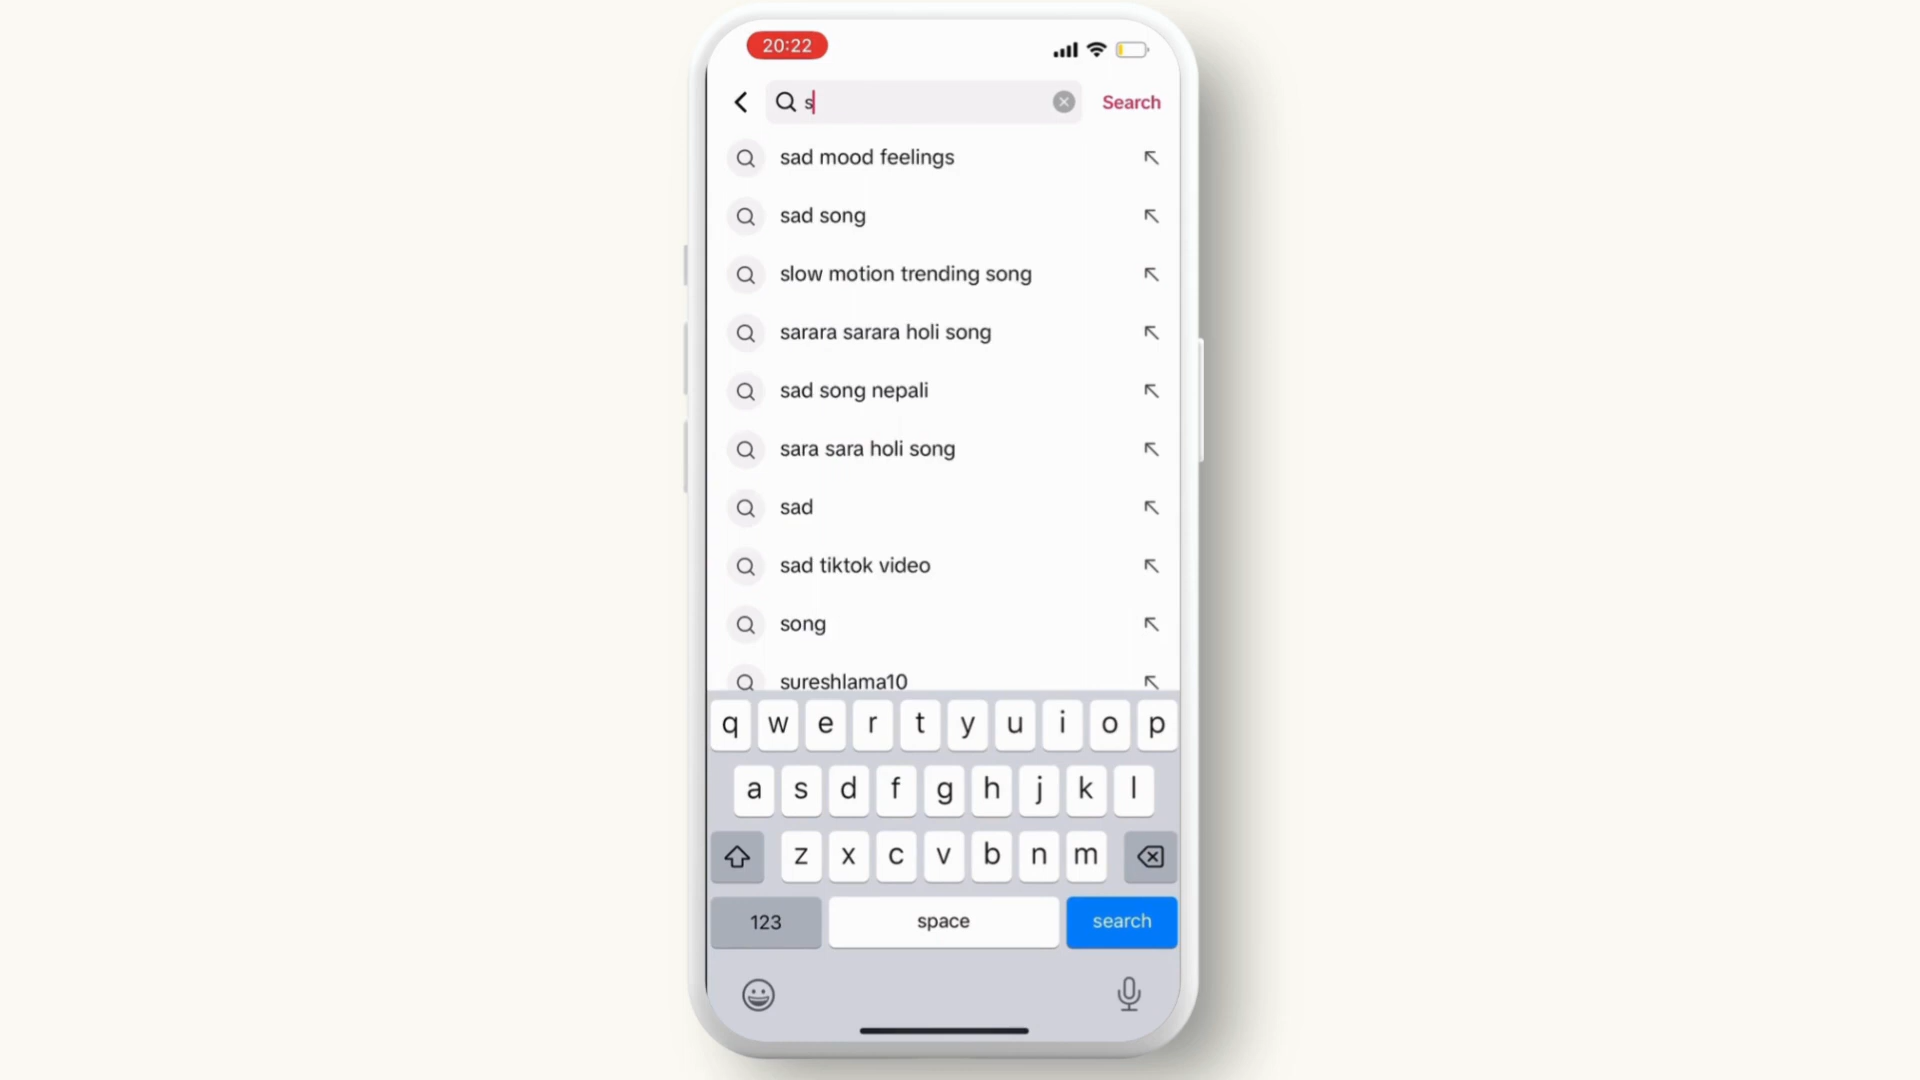 20:22
s
Search
sad mood feelings
sad song
slow motion trending song
sarara sarara holi song
sad song nepali
sara sara holi song
sad
sad tiktok video
song
sureshlama10
q w e r t y u i o p
a s d f g h j k l
z x c v b n m
123 space search